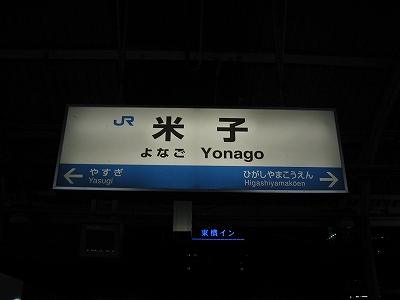 JR 米子
よなご Yonago
← やすぎ ひがしやまこうえん →
Yasugi Higashiyamakōen
東横イン